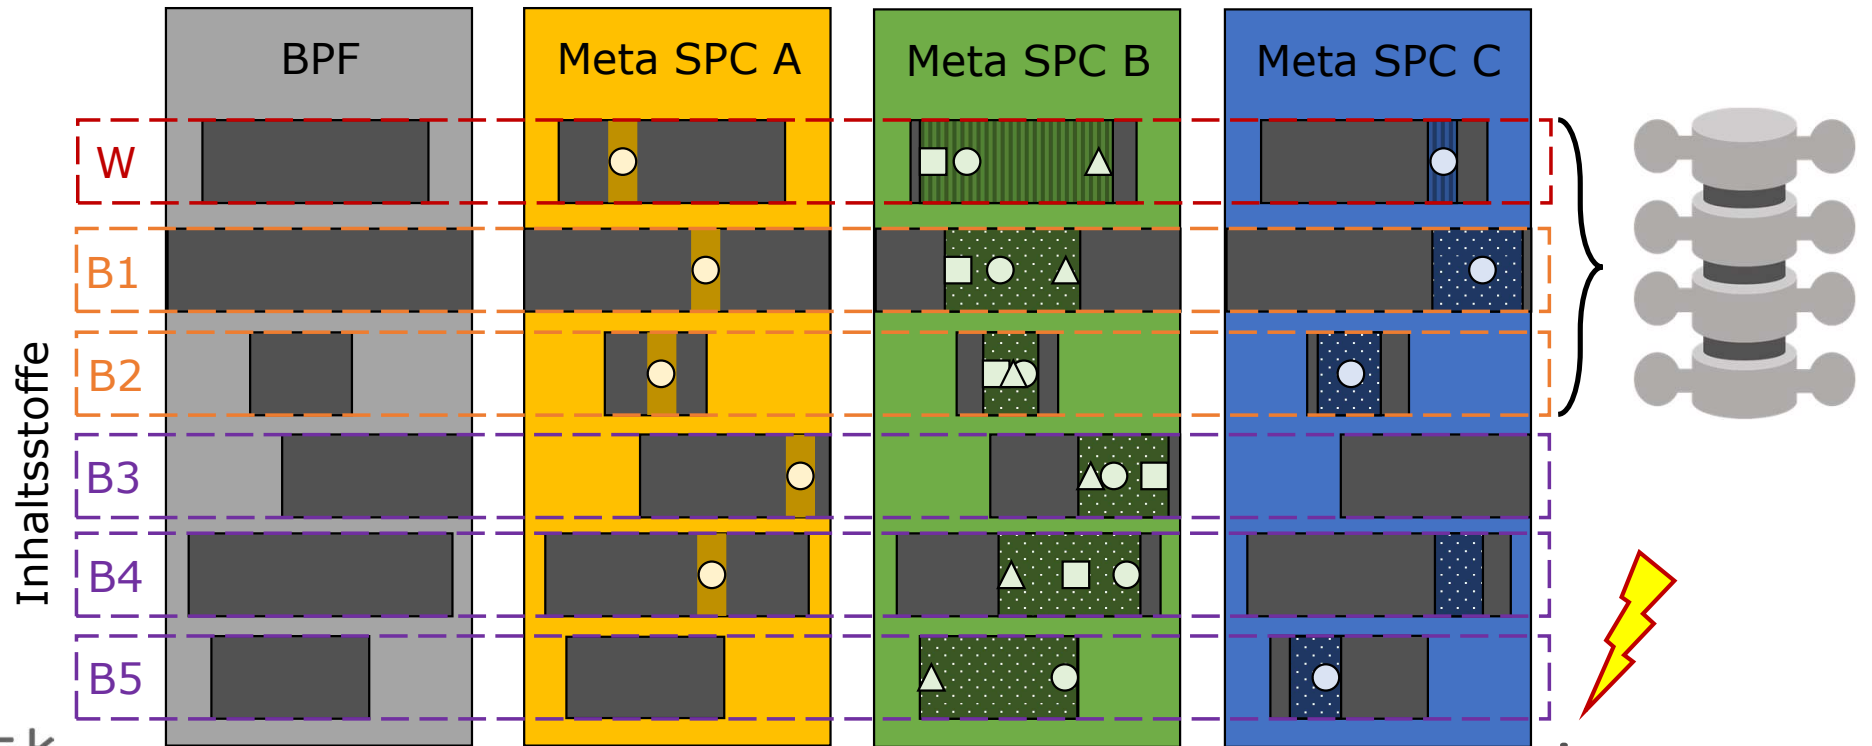 BPF
Meta SPC A
Meta SPC B
Meta SPC C
Inhaltsstoffe
W
B1
B2
B3
B4
B5